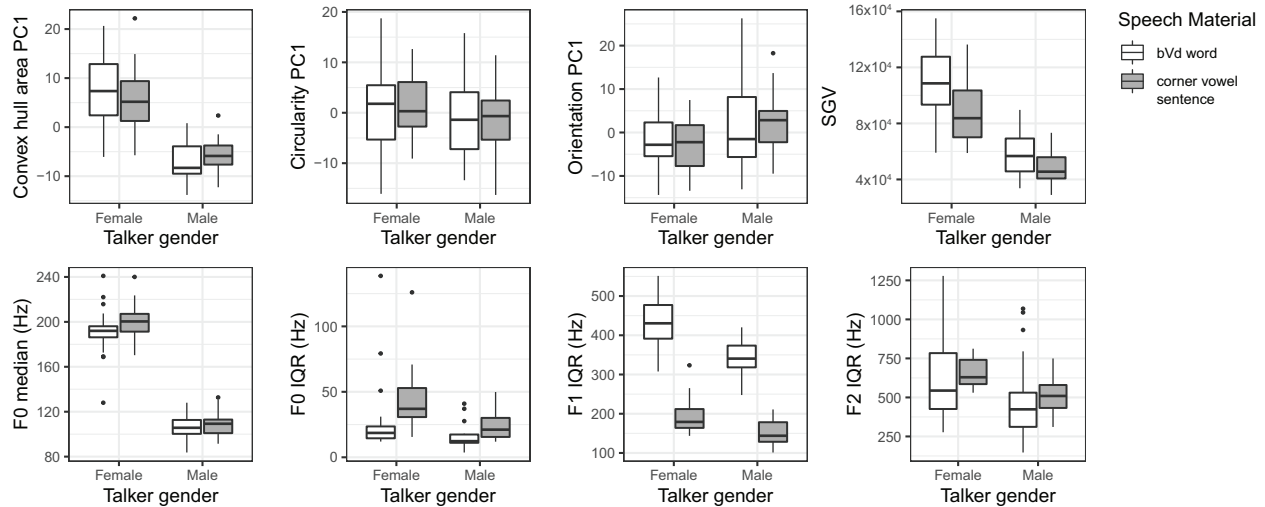 Convex hull area PC1
20
10
0
−10
Female Male
Talker gender
Circularity PC1
10
0
−10
Female Male
Talker gender
Orientation PC1
20
10
0
−10
Female Male
Talker gender
SGV
16x10⁴
12x10⁴
8x10⁴
4x10⁴
Female Male
Talker gender
Speech Material
bVd word
corner vowel
sentence
F0 median (Hz)
240
200
160
120
80
Female Male
Talker gender
F0 IQR (Hz)
100
50
0
Female Male
Talker gender
F1 IQR (Hz)
500
400
300
200
100
Female Male
Talker gender
F2 IQR (Hz)
1250
1000
750
500
250
Female Male
Talker gender